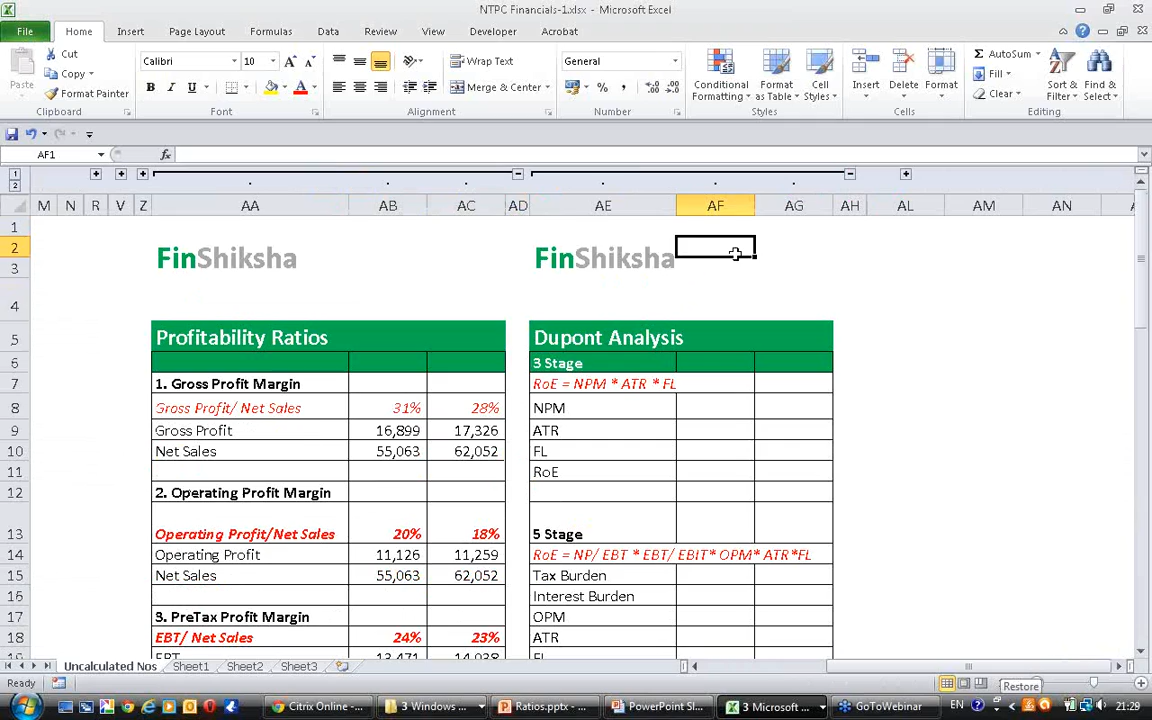 NTPC Financials-1.xlsx - Microsoft Excel
File Home Insert Page Layout Formulas Data Review View Developer Acrobat
Paste Cut Copy Format Painter Clipboard
Calibri 10 B I U A A A Font
Wrap Text Merge & Center Alignment
General % , Number
Conditional Formatting Format as Table Cell Styles Styles
Insert Delete Format Cells
Σ AutoSum Fill Clear Sort & Filter Find & Select Editing
AF1 fx
1
2
M N R V Z AA AB AC AD AE AF AG AH AL AM AN
1
2 FinShiksha FinShiksha
3
4
5 Profitability Ratios Dupont Analysis
6 3 Stage
7 1. Gross Profit Margin RoE = NPM * ATR * FL
8 Gross Profit/ Net Sales 31% 28% NPM
9 Gross Profit 16,899 17,326 ATR
10 Net Sales 55,063 62,052 FL
11 RoE
12 2. Operating Profit Margin
13 Operating Profit/Net Sales 20% 18% 5 Stage
14 Operating Profit 11,126 11,259 RoE = NP/ EBT * EBT/ EBIT* OPM* ATR*FL
15 Net Sales 55,063 62,052 Tax Burden
16 Interest Burden
17 3. PreTax Profit Margin OPM
18 EBT/ Net Sales 24% 23% ATR
EBT 13,471 14,038 FL
Uncalculated Nos Sheet1 Sheet2 Sheet3
Ready
Restore
Citrix Online -... 3 Windows ... Ratios.pptx - ... PowerPoint Sl... 3 Microsoft ... GoToWebinar EN 21:29